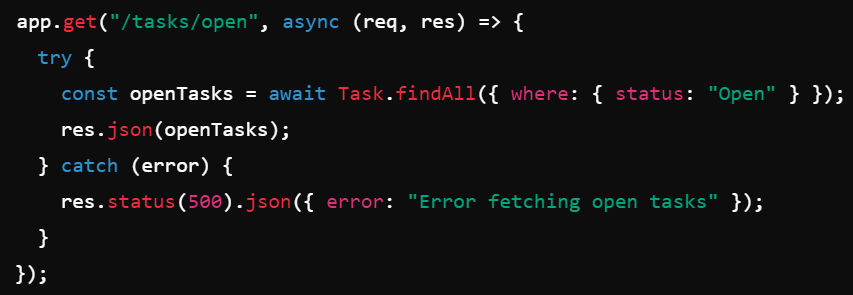 app.get("/tasks/open", async (req, res) => {
  try {
    const openTasks = await Task.findAll({ where: { status: "Open" } });
    res.json(openTasks);
  } catch (error) {
    res.status(500).json({ error: "Error fetching open tasks" });
  }
});